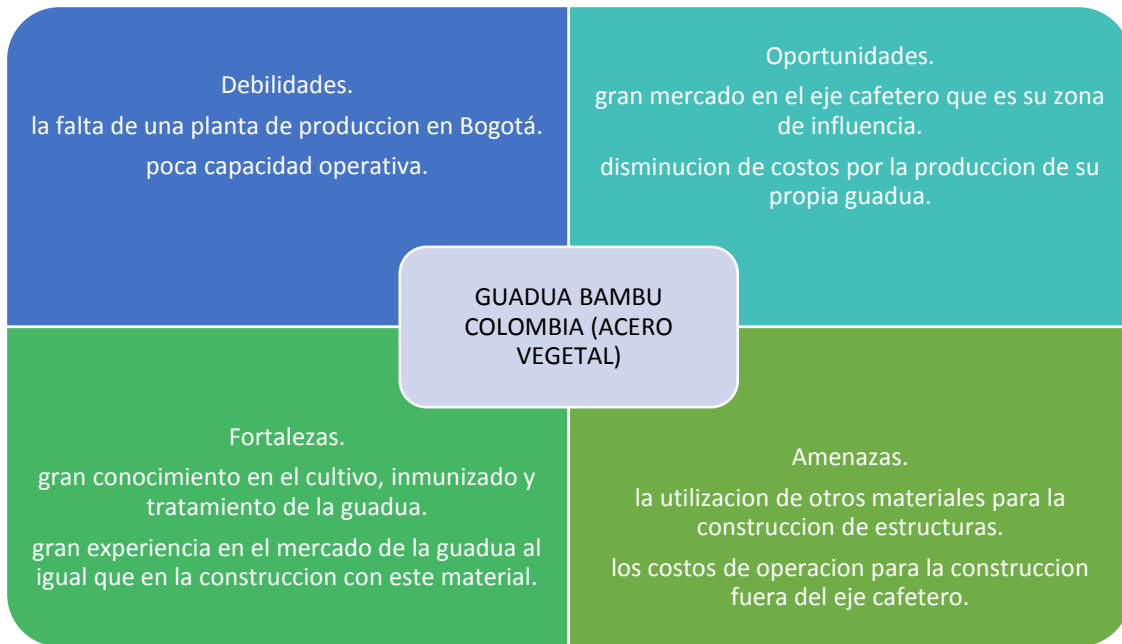 Debilidades.
la falta de una planta de produccion en Bogotá.
poca capacidad operativa.
Oportunidades.
gran mercado en el eje cafetero que es su zona
de influencia.
disminucion de costos por la produccion de su
propia guadua.
GUADUA BAMBU
COLOMBIA (ACERO
VEGETAL)
Fortalezas.
gran conocimiento en el cultivo, inmunizado y
tratamiento de la guadua.
gran experiencia en el mercado de la guadua al
igual que en la construccion con este material.
Amenazas.
la utilizacion de otros materiales para la
construccion de estructuras.
los costos de operacion para la construccion
fuera del eje cafetero.